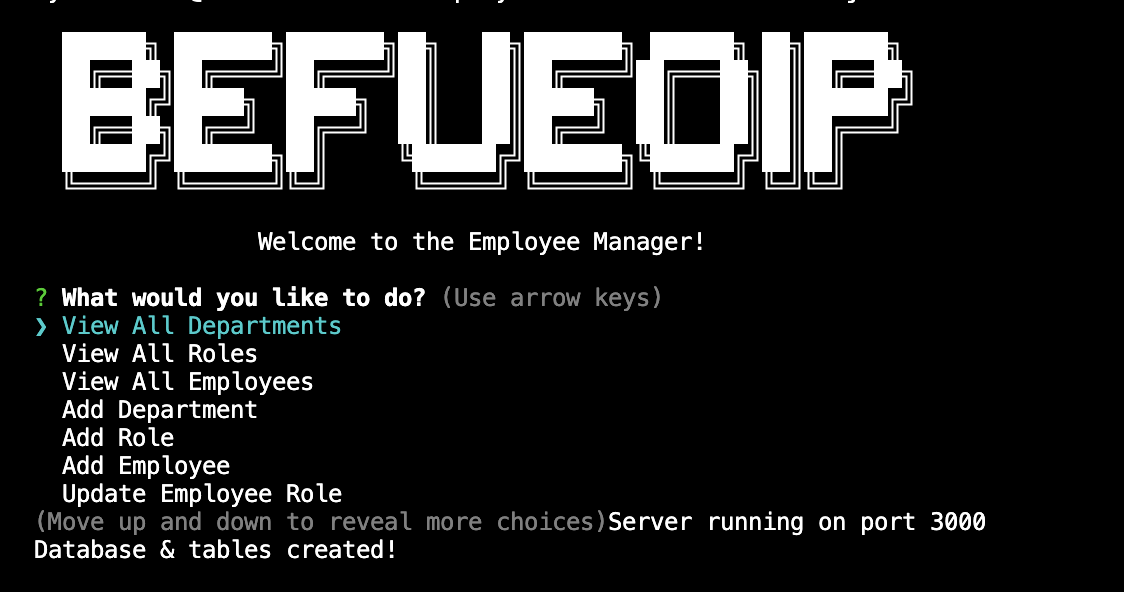 BEFUEOIP
Welcome to the Employee Manager!
? What would you like to do? (Use arrow keys)
❯ View All Departments
View All Roles
View All Employees
Add Department
Add Role
Add Employee
Update Employee Role
(Move up and down to reveal more choices)Server running on port 3000
Database & tables created!